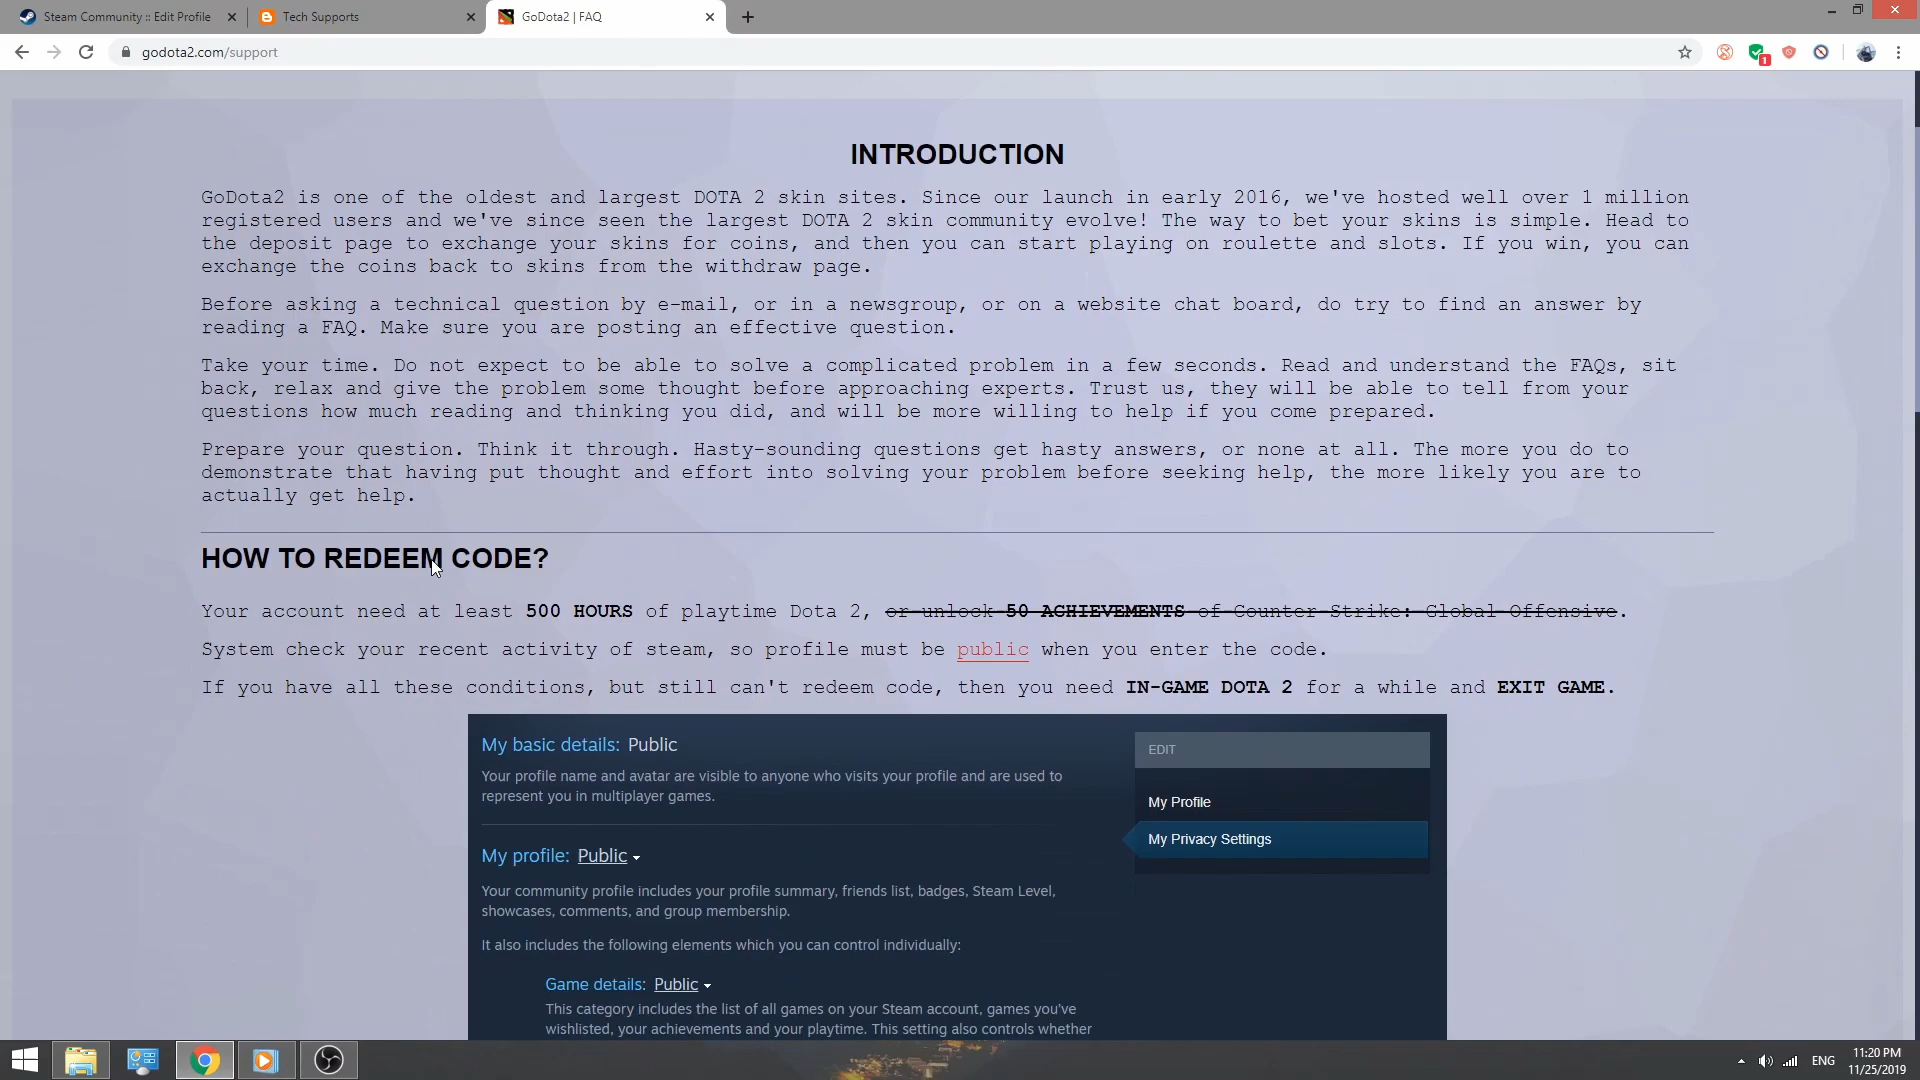 Steam Community :: Edit Profile
Tech Supports
GoDota2 | FAQ
godota2.com/support
1
INTRODUCTION
GoDota2 is one of the oldest and largest DOTA 2 skin sites. Since our launch in early 2016, we've hosted well over 1 million
registered users and we've since seen the largest DOTA 2 skin community evolve! The way to bet your skins is simple. Head to
the deposit page to exchange your skins for coins, and then you can start playing on roulette and slots. If you win, you can
exchange the coins back to skins from the withdraw page.
Before asking a technical question by e-mail, or in a newsgroup, or on a website chat board, do try to find an answer by
reading a FAQ. Make sure you are posting an effective question.
Take your time. Do not expect to be able to solve a complicated problem in a few seconds. Read and understand the FAQs, sit
back, relax and give the problem some thought before approaching experts. Trust us, they will be able to tell from your
questions how much reading and thinking you did, and will be more willing to help if you come prepared.
Prepare your question. Think it through. Hasty-sounding questions get hasty answers, or none at all. The more you do to
demonstrate that having put thought and effort into solving your problem before seeking help, the more likely you are to
actually get help.
HOW TO REDEEM CODE?
Your account need at least 500 HOURS of playtime Dota 2, or unlock 50 ACHIEVEMENTS of Counter-Strike: Global Offensive.
System check your recent activity of steam, so profile must be public when you enter the code.
If you have all these conditions, but still can't redeem code, then you need IN-GAME DOTA 2 for a while and EXIT GAME.
My basic details: Public
Your profile name and avatar are visible to anyone who visits your profile and are used to
represent you in multiplayer games.
EDIT
My Profile
My Privacy Settings
My profile: Public
Your community profile includes your profile summary, friends list, badges, Steam Level,
showcases, comments, and group membership.
It also includes the following elements which you can control individually:
Game details: Public
This category includes the list of all games on your Steam account, games you've
wishlisted, your achievements and your playtime. This setting also controls whether
ENG
11:20 PM
11/25/2019